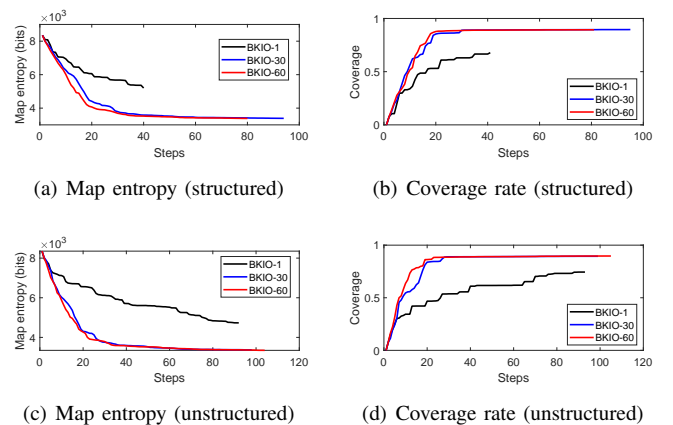 ×10³
Map entropy (bits)
8
6
4
0 20 40 60 80 100
Steps
BKIO-1
BKIO-30
BKIO-60
(a) Map entropy (structured)
Coverage
1
0.5
0
0 20 40 60 80 100
Steps
BKIO-1
BKIO-30
BKIO-60
(b) Coverage rate (structured)
×10³
Map entropy (bits)
8
6
4
0 20 40 60 80 100 120
Steps
BKIO-1
BKIO-30
BKIO-60
(c) Map entropy (unstructured)
Coverage
1
0.5
0
0 20 40 60 80 100 120
Steps
BKIO-1
BKIO-30
BKIO-60
(d) Coverage rate (unstructured)